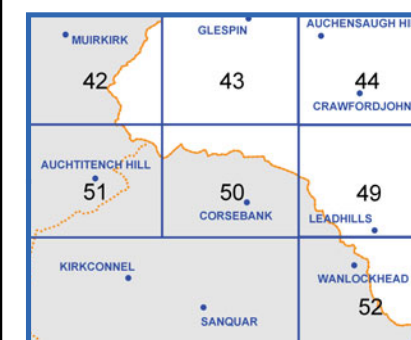 GLESPIN
AUCHENSAUGH HI
MUIRKIRK
42
43
44
CRAWFORDJOHN
AUCHTITENCH HILL
51
50
49
CORSEBANK
LEADHILLS
KIRKCONNEL
WANLOCKHEAD
52
SANQUAR